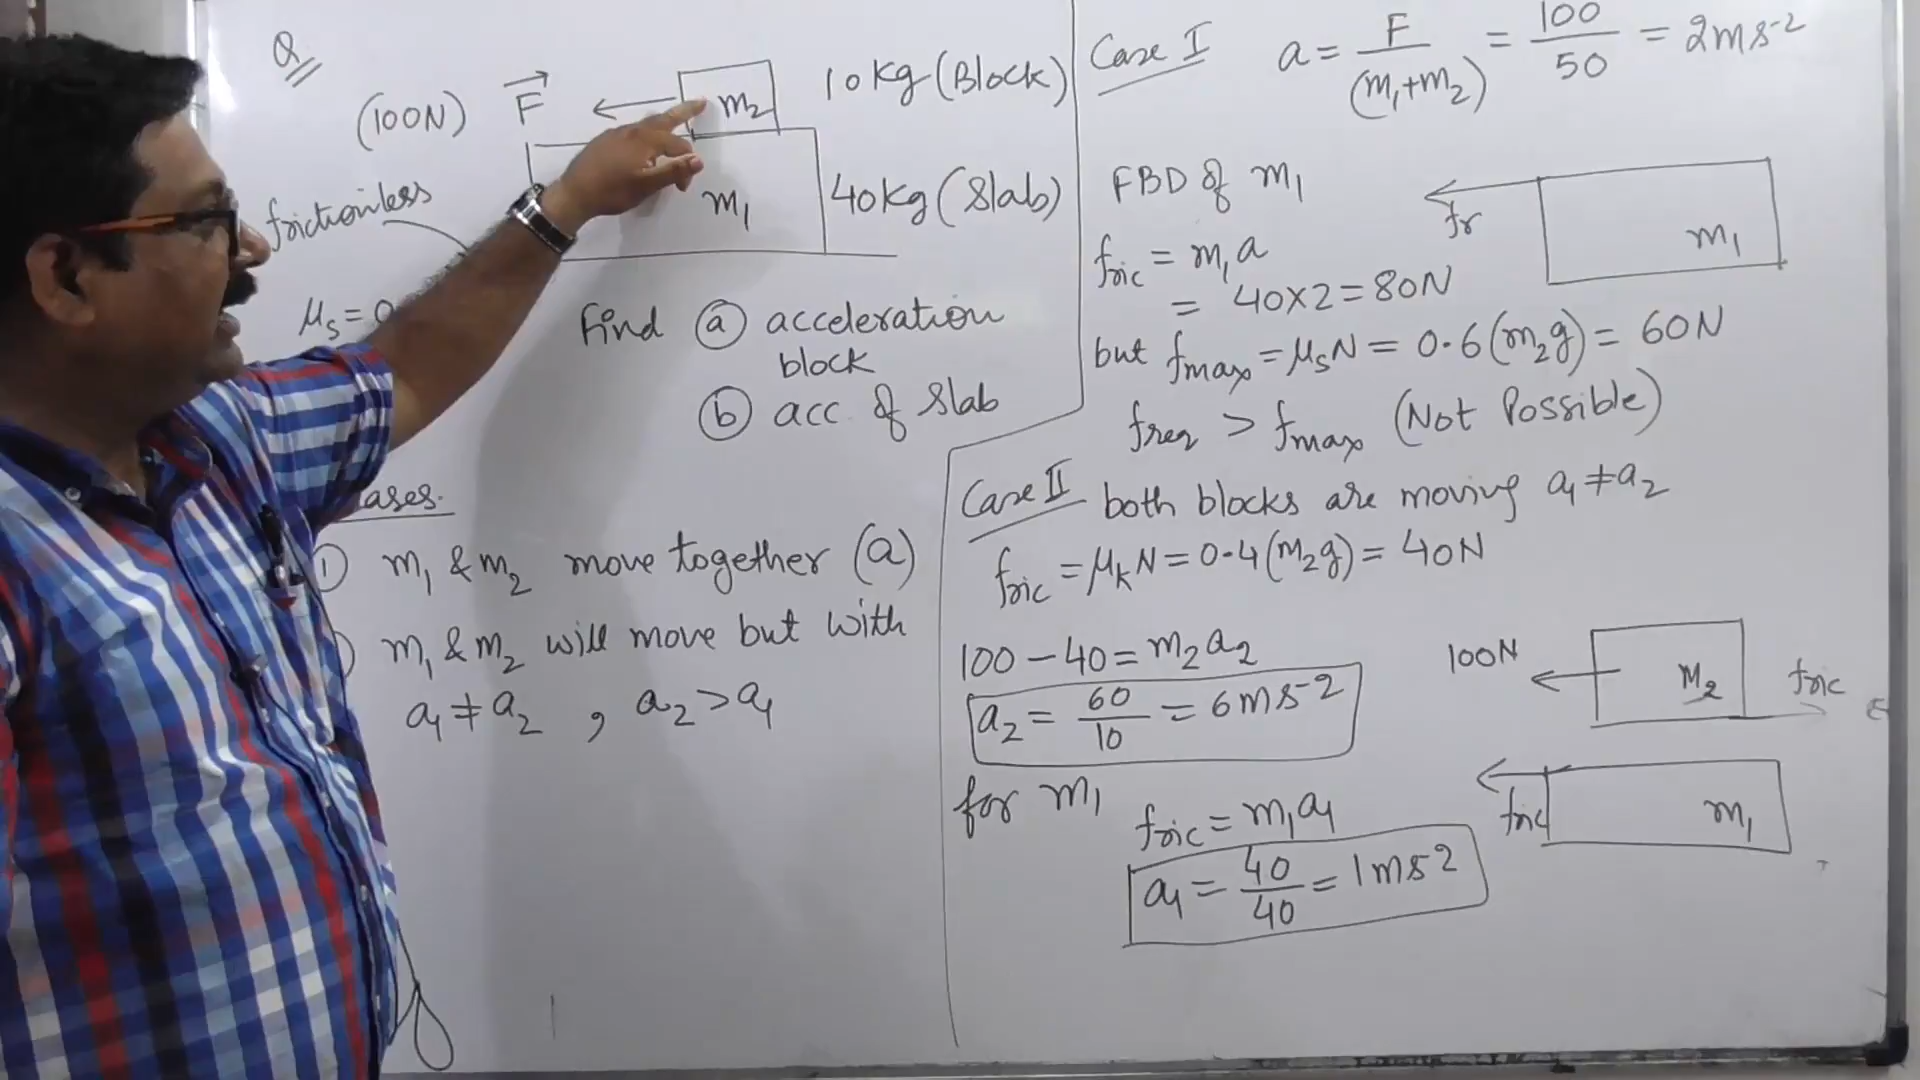 Q
(100N) F
m2
10kg (Block)
frictionless
m1
40kg (Slab)
μs = 0
Find (a) acceleration
block
(b) acc of Slab
ases.
1) m1 & m2 move together (a)
) m1 & m2 will move but with
a1 ≠ a2 , a2 > a1
Case I a = F/(m1+m2) = 100/50 = 2ms-2
FBD of m1
fr
m1
fric = m1a
= 40×2 = 80N
but fmax = μsN = 0.6(m2g) = 60N
freq > fmax (Not Possible)
Case II both blocks are moving a1 ≠ a2
fric = μkN = 0.4(m2g) = 40N
100 - 40 = m2a2
a2 = 60/10 = 6ms-2
100N
M2
fric
for m1
fric = m1a1
a1 = 40/40 = 1ms2
fric
m1